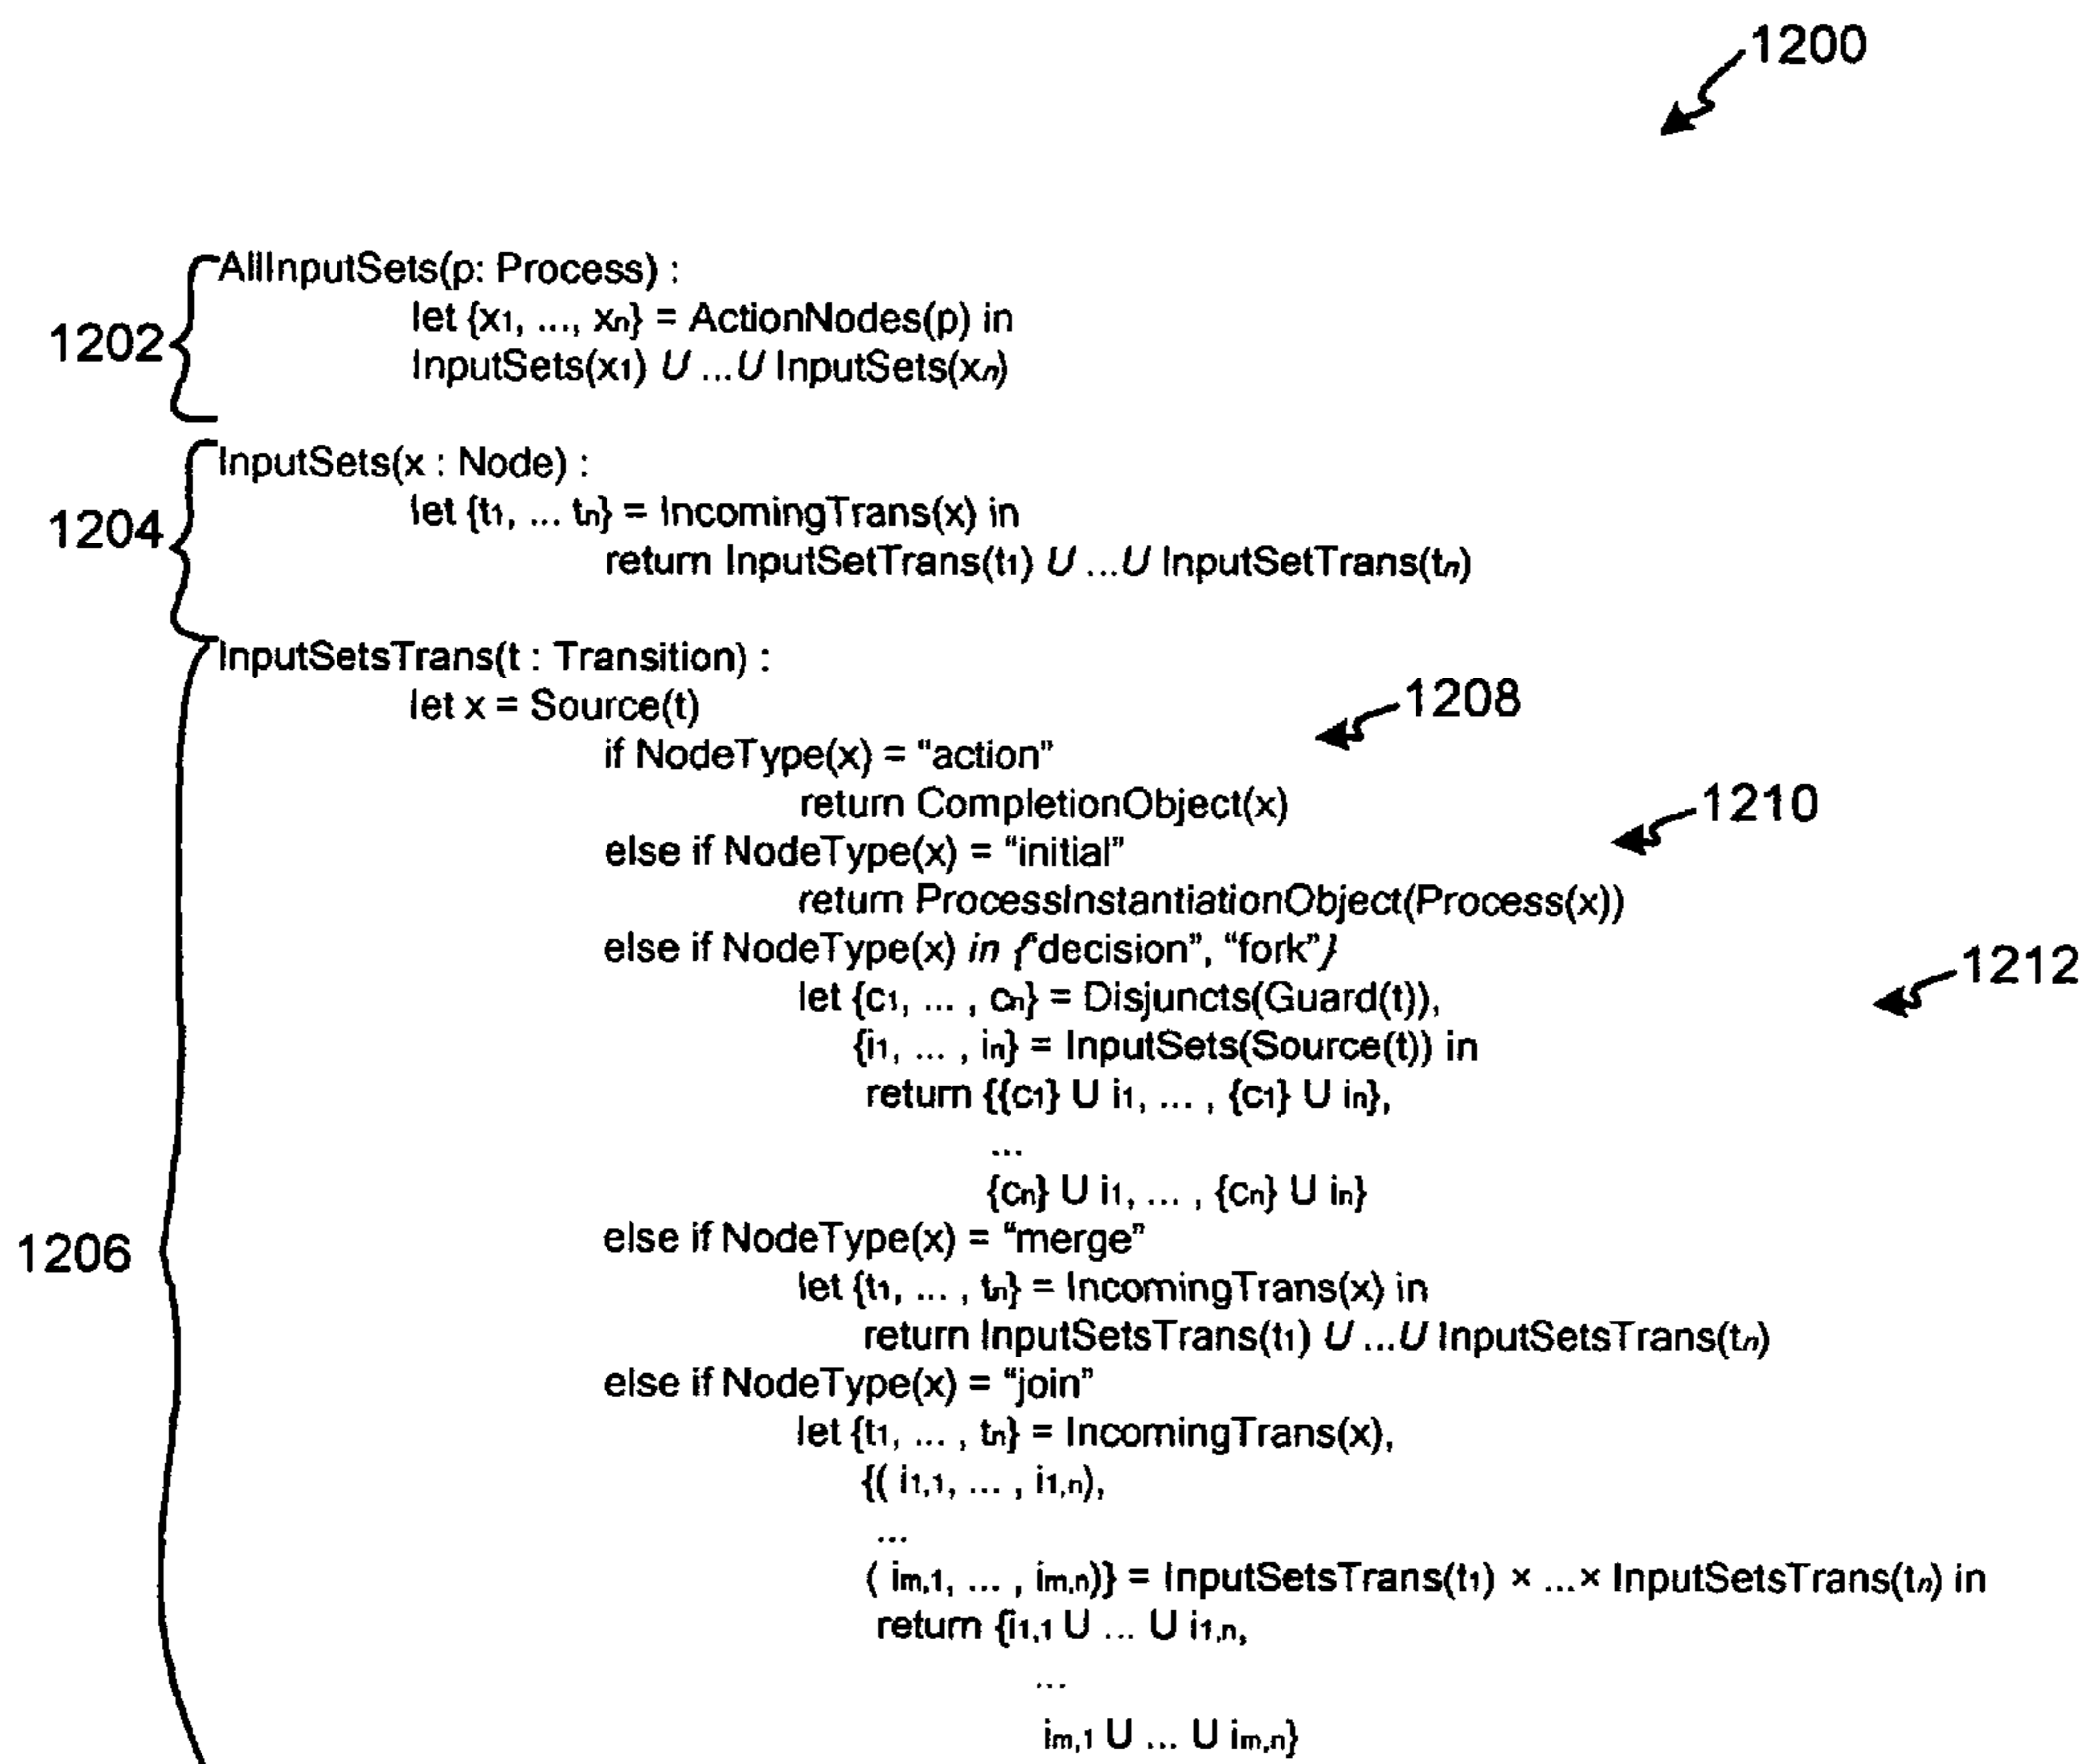 1200
AllInputSets(p: Process) :
let {x1, ..., xn} = ActionNodes(p) in
1202
InputSets(x1) U ...U InputSets(xn)
InputSets(x : Node) :
let {t1, ... tn} = IncomingTrans(x) in
1204
return InputSetTrans(t1) U ...U InputSetTrans(tn)
InputSetsTrans(t : Transition) :
let x = Source(t)
1208
if NodeType(x) = “action”
return CompletionObject(x)
1210
else if NodeType(x) = “initial”
return ProcessInstantiationObject(Process(x))
else if NodeType(x) in {“decision”, “fork”}
1212
let {c1, ... , cn} = Disjuncts(Guard(t)),
{i1, ... , in} = InputSets(Source(t)) in
return {{c1} U i1, ... , {c1} U in},
...
{cn} U i1, ... , {cn} U in}
else if NodeType(x) = “merge”
1206
let {t1, ... , tn} = IncomingTrans(x) in
return InputSetsTrans(t1) U ...U InputSetsTrans(tn)
else if NodeType(x) = “join”
let {t1, ... , tn} = IncomingTrans(x),
{( i1,1, ... , i1,n),
...
( im,1, ... , im,n)} = InputSetsTrans(t1) × ...× InputSetsTrans(tn) in
return {i1,1 U ... U i1,n,
...
im,1 U ... U im,n}